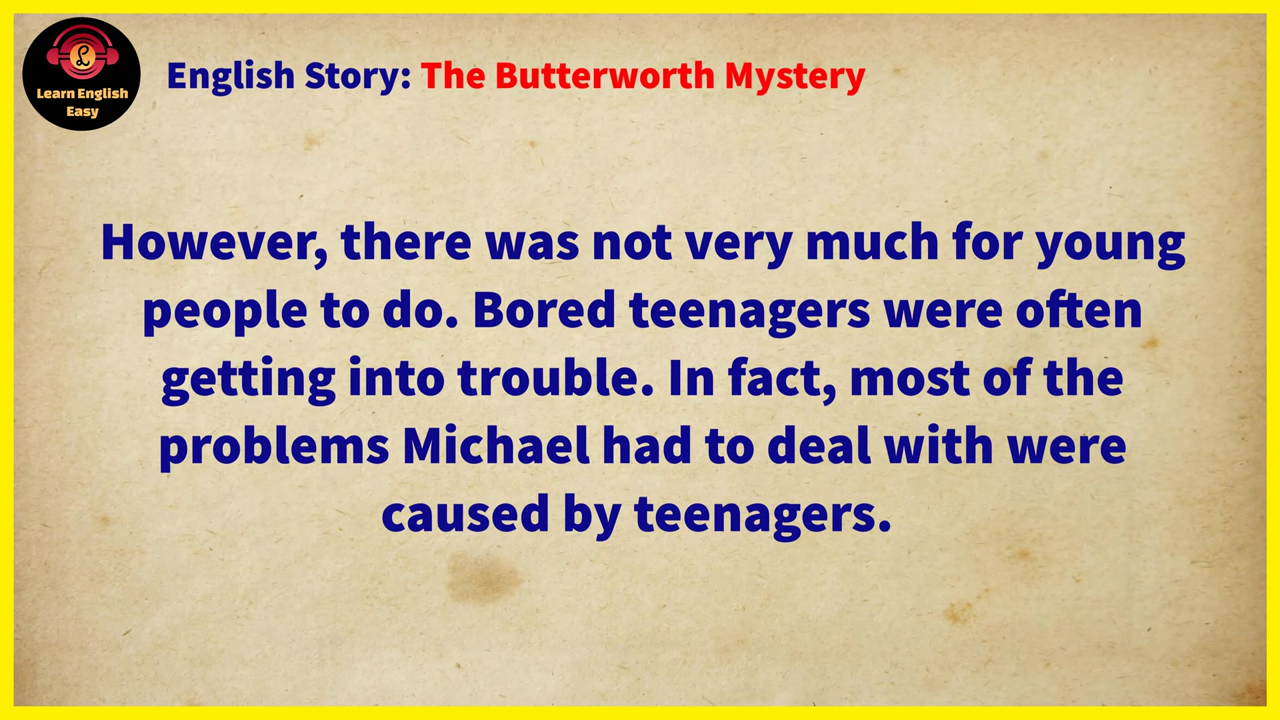 L
Learn English
Easy
English Story: The Butterworth Mystery
However, there was not very much for young
people to do. Bored teenagers were often
getting into trouble. In fact, most of the
problems Michael had to deal with were
caused by teenagers.